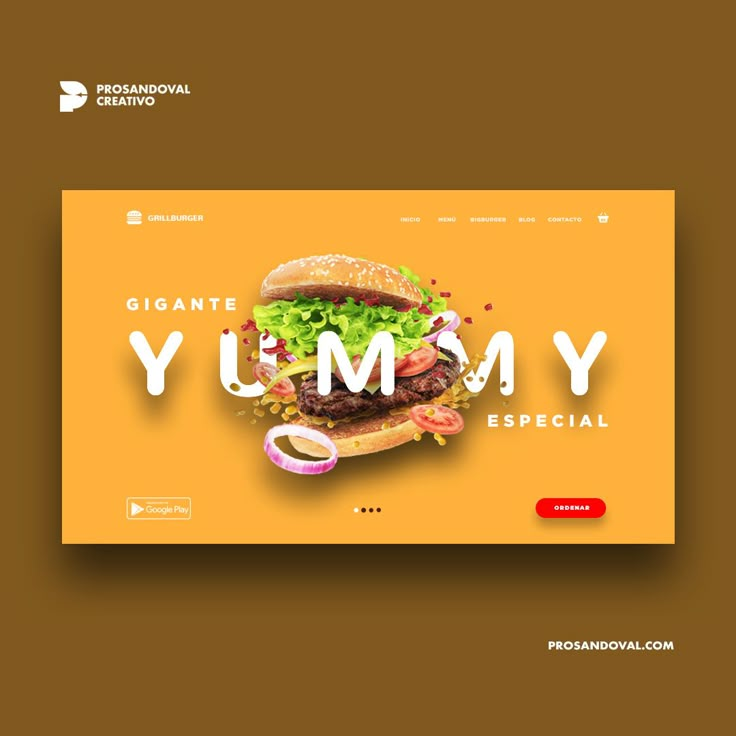 PROSANDOVAL
CREATIVO
GRILLBURGER
INICIO MENÚ BIGBURGER BLOG CONTACTO
GIGANTE
YUMMY
ESPECIAL
Google Play
ORDENAR
PROSANDOVAL.COM